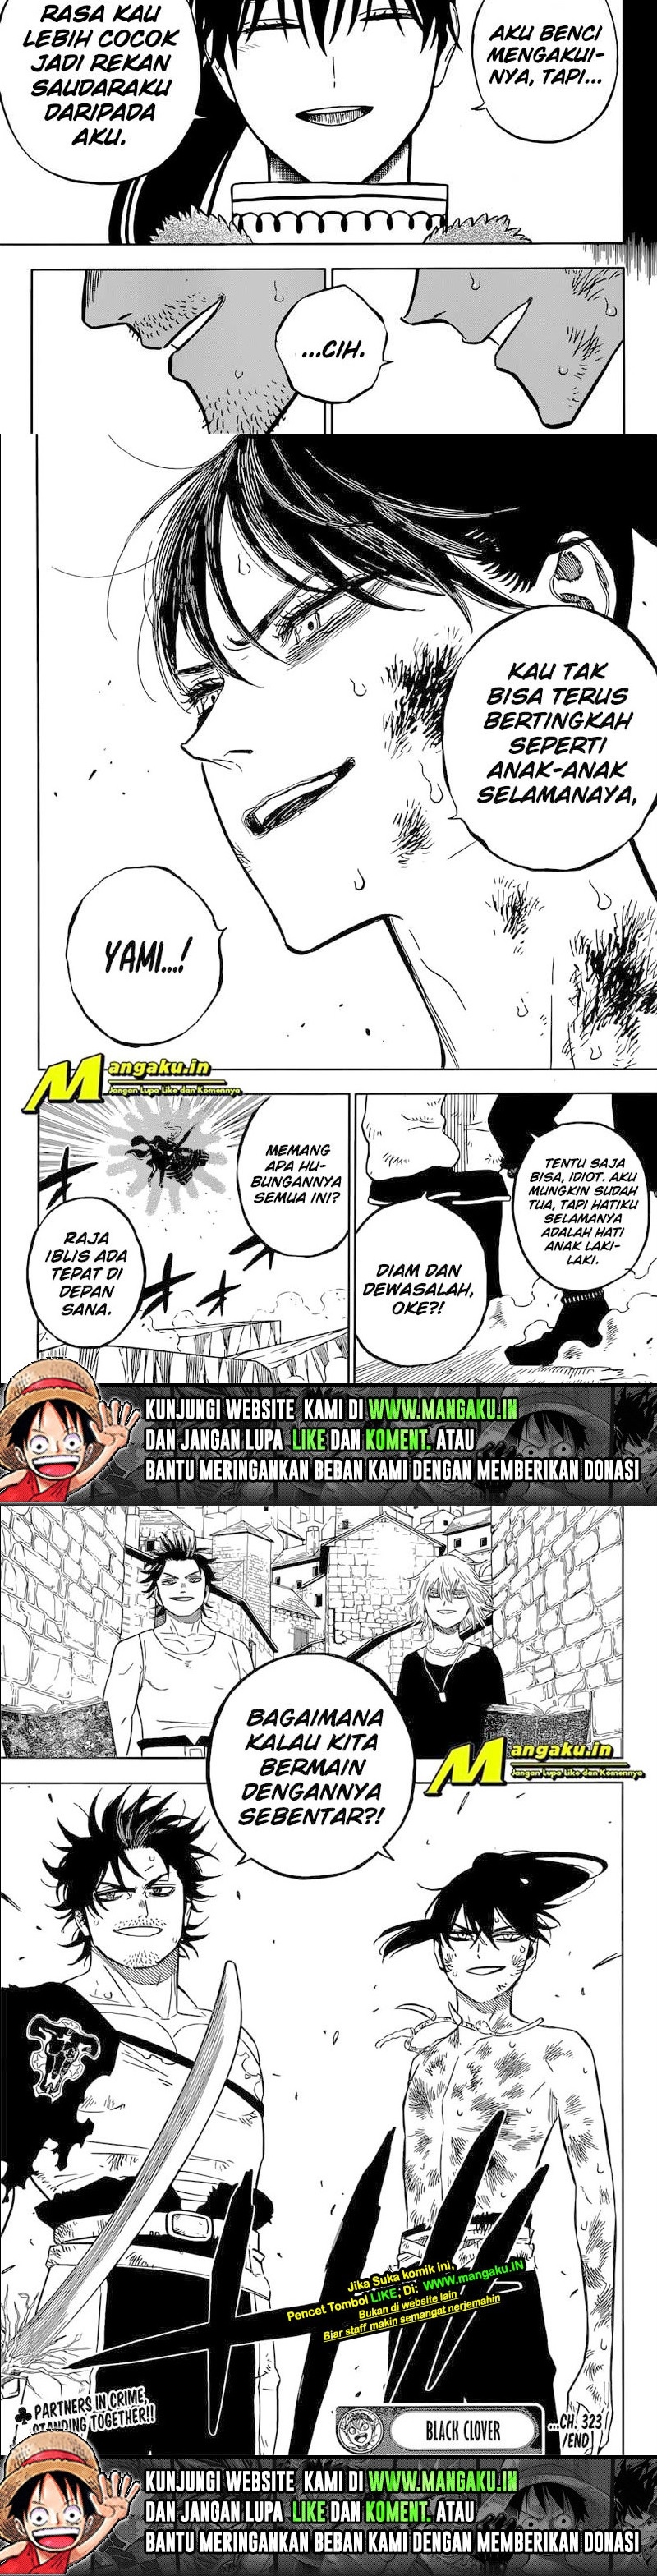 AKU BENCI
MENGAKUI-
NYA, TAPI...
RASA KAU
LEBIH COCOK
JADI REKAN
SAUDARAKU
DARIPADA
AKU.
...CIH.
KAU TAK
BISA TERUS
BERTINGKAH
SEPERTI
ANAK-ANAK
SELAMANAYA,
YAMI...!
Mangaku.in
Jangan Lupa Like dan Komennya
TENTU SAJA
BISA, IDIOT. AKU
MUNGKIN SUDAH
TUA, TAPI HATIKU
SELAMANYA
ADALAH HATI
ANAK LAKI-
LAKI.
DIAM DAN
DEWASALAH,
OKE?!
MEMANG
APA HU-
BUNGANNYA
SEMUA INI?
RAJA
IBLIS ADA
TEPAT DI
DEPAN
SANA.
KUNJUNGI WEBSITE KAMI DI WWW.MANGAKU.IN
DAN JANGAN LUPA LIKE DAN KOMENT. ATAU
BANTU MERINGANKAN BEBAN KAMI DENGAN MEMBERIKAN DONASI
BAGAIMANA
KALAU KITA
BERMAIN
DENGANNYA
SEBENTAR?!
Mangaku.in
Jangan Lupa Like dan Komennya
Jika Suka komik ini,
Pencet Tombol LIKE, Di: www.mangaku.IN
Bukan di website lain
Biar staff makin semangat nerjemahin
PARTNERS IN CRIME,
STANDING TOGETHER!!
BLACK CLOVER
...CH. 323
/END
KUNJUNGI WEBSITE KAMI DI WWW.MANGAKU.IN
DAN JANGAN LUPA LIKE DAN KOMENT. ATAU
BANTU MERINGANKAN BEBAN KAMI DENGAN MEMBERIKAN DONASI